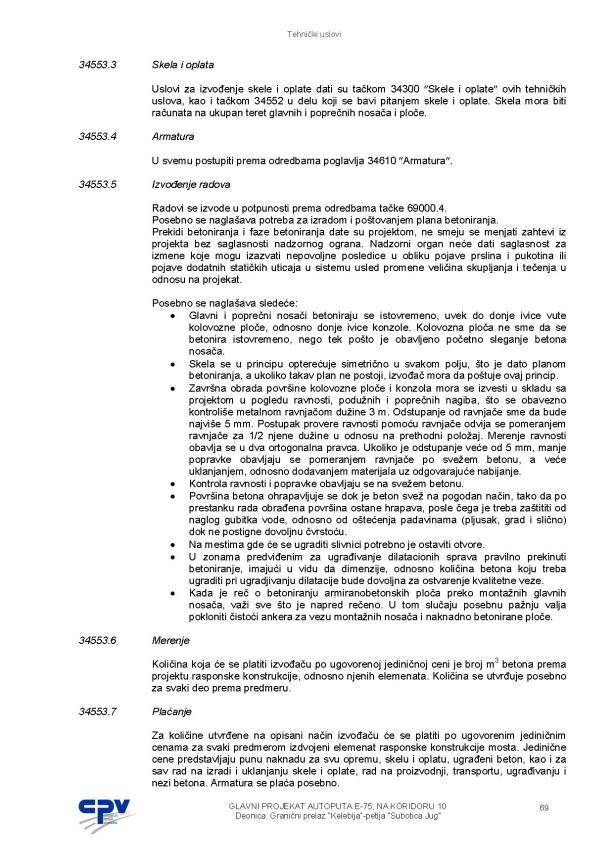 Tehnički uslovi
34553.3 Skela i oplata
Uslovi za izvođenje skele i oplate dati su tačkom 34300 “Skele i oplate” ovih tehničkih
uslova, kao i tačkom 34552 u delu koji se bavi pitanjem skele i oplate. Skela mora biti
računata na ukupan teret glavnih i poprečnih nosača i ploče.
34553.4 Armatura
U svemu postupiti prema odredbama poglavlja 34610 “Armatura”.
34553.5 Izvođenje radova
Radovi se izvode u potpunosti prema odredbama tačke 69000.4.
Posebno se naglašava potreba za izradom i poštovanjem plana betoniranja.
Prekidi betoniranja i faze betoniranja date su projektom, ne smeju se menjati zahtevi iz
projekta bez saglasnosti nadzornog ograna. Nadzorni organ neće dati saglasnost za
izmene koje mogu izazvati nepovoljne posledice u obliku pojave prslina i pukotina ili
pojave dodatnih statičkih uticaja u sistemu usled promene veličina skupljanja i tečenja u
odnosu na projekat.
Posebno se naglašava sledeće:
• Glavni i poprečni nosači betoniraju se istovremeno, uvek do donje ivice vute
kolovozne ploče, odnosno donje ivice konzole. Kolovozna ploča ne sme da se
betonira istovremeno, nego tek pošto je obavljeno početno sleganje betona
nosača.
• Skela se u principu opterećuje simetrično u svakom polju, što je dato planom
betoniranja, a ukoliko takav plan ne postoji, izvođač mora da poštuje ovaj princip.
• Završna obrada površine kolovozne ploče i konzola mora se izvesti u skladu sa
projektom u pogledu ravnosti, podužnih i poprečnih nagiba, što se obavezno
kontroliše metalnom ravnjačom dužine 3 m. Odstupanje od ravnjače sme da bude
najviše 5 mm. Postupak provere ravnosti pomoću ravnjače odvija se pomeranjem
ravnjače za 1/2 njene dužine u odnosu na prethodni položaj. Merenje ravnosti
obavlja se u dva ortogonalna pravca. Ukoliko je odstupanje veće od 5 mm, manje
popravke obavljaju se pomeranjem ravnjače po svežem betonu, a veće
uklanjanjem, odnosno dodavanjem materijala uz odgovarajuće nabijanje.
• Kontrola ravnosti i popravke obavljaju se na svežem betonu.
• Površina betona ohrapavljuje se dok je beton svež na pogodan način, tako da po
prestanku rada obrađena površina ostane hrapava, posle čega je treba zaštititi od
naglog gubitka vode, odnosno od oštećenja padavinama (pljusak, grad i slično)
dok ne postigne dovoljnu čvrstoću.
• Na mestima gde će se ugraditi slivnici potrebno je ostaviti otvore.
• U zonama predviđenim za ugrađivanje dilatacionih sprava pravilno prekinuti
betoniranje, imajući u vidu da dimenzije, odnosno količina betona koju treba
ugraditi pri ugradjivanju dilatacije bude dovoljna za ostvarenje kvalitetne veze.
• Kada je reč o betoniranju armiranobetonskih ploča preko montažnih glavnih
nosača, važi sve što je napred rečeno. U tom slučaju posebnu pažnju valja
pokloniti čistoći ankera za vezu montažnih nosača i naknadno betonirane ploče.
34553.6 Merenje
Količina koja će se platiti izvođaču po ugovorenoj jediničnoj ceni je broj m³ betona prema
projektu rasponske konstrukcije, odnosno njenih elemenata. Količina se utvrđuje posebno
za svaki deo prema predmeru.
34553.7 Plaćanje
Za količine utvrđene na opisani način izvođaču će se platiti po ugovorenim jediničnim
cenama za svaki predmerom izdvojeni elemenat rasponske konstrukcije mosta. Jedinične
cene predstavljaju punu naknadu za svu opremu, skelu i oplatu, ugrađeni beton, kao i za
sav rad na izradi i uklanjanju skele i oplate, rad na proizvodnji, transportu, ugrađivanju i
nezi betona. Armatura se plaća posebno.
CPV
GLAVNI PROJEKAT AUTOPUTA E-75, NA KORIDORU 10
Deonica: Granični prelaz “Kelebija”-petlja “Subotica Jug”
69